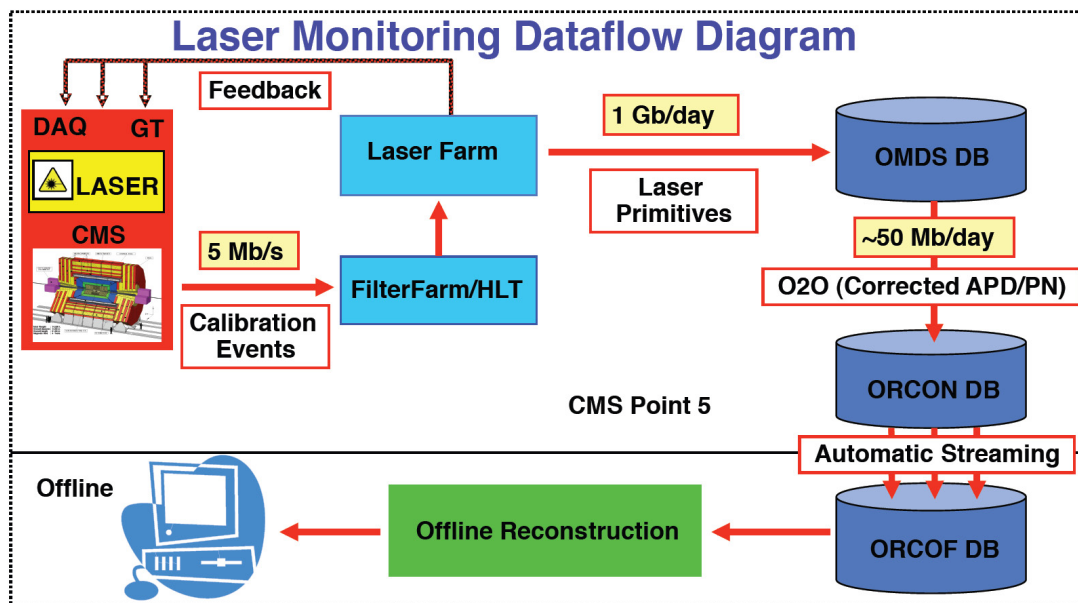 Laser Monitoring Dataflow Diagram
Feedback
DAQ GT
LASER
CMS
5 Mb/s
Calibration
Events
Laser Farm
FilterFarm/HLT
1 Gb/day
Laser
Primitives
OMDS DB
~50 Mb/day
O2O (Corrected APD/PN)
ORCON DB
CMS Point 5
Automatic Streaming
Offline
Offline Reconstruction
ORCOF DB